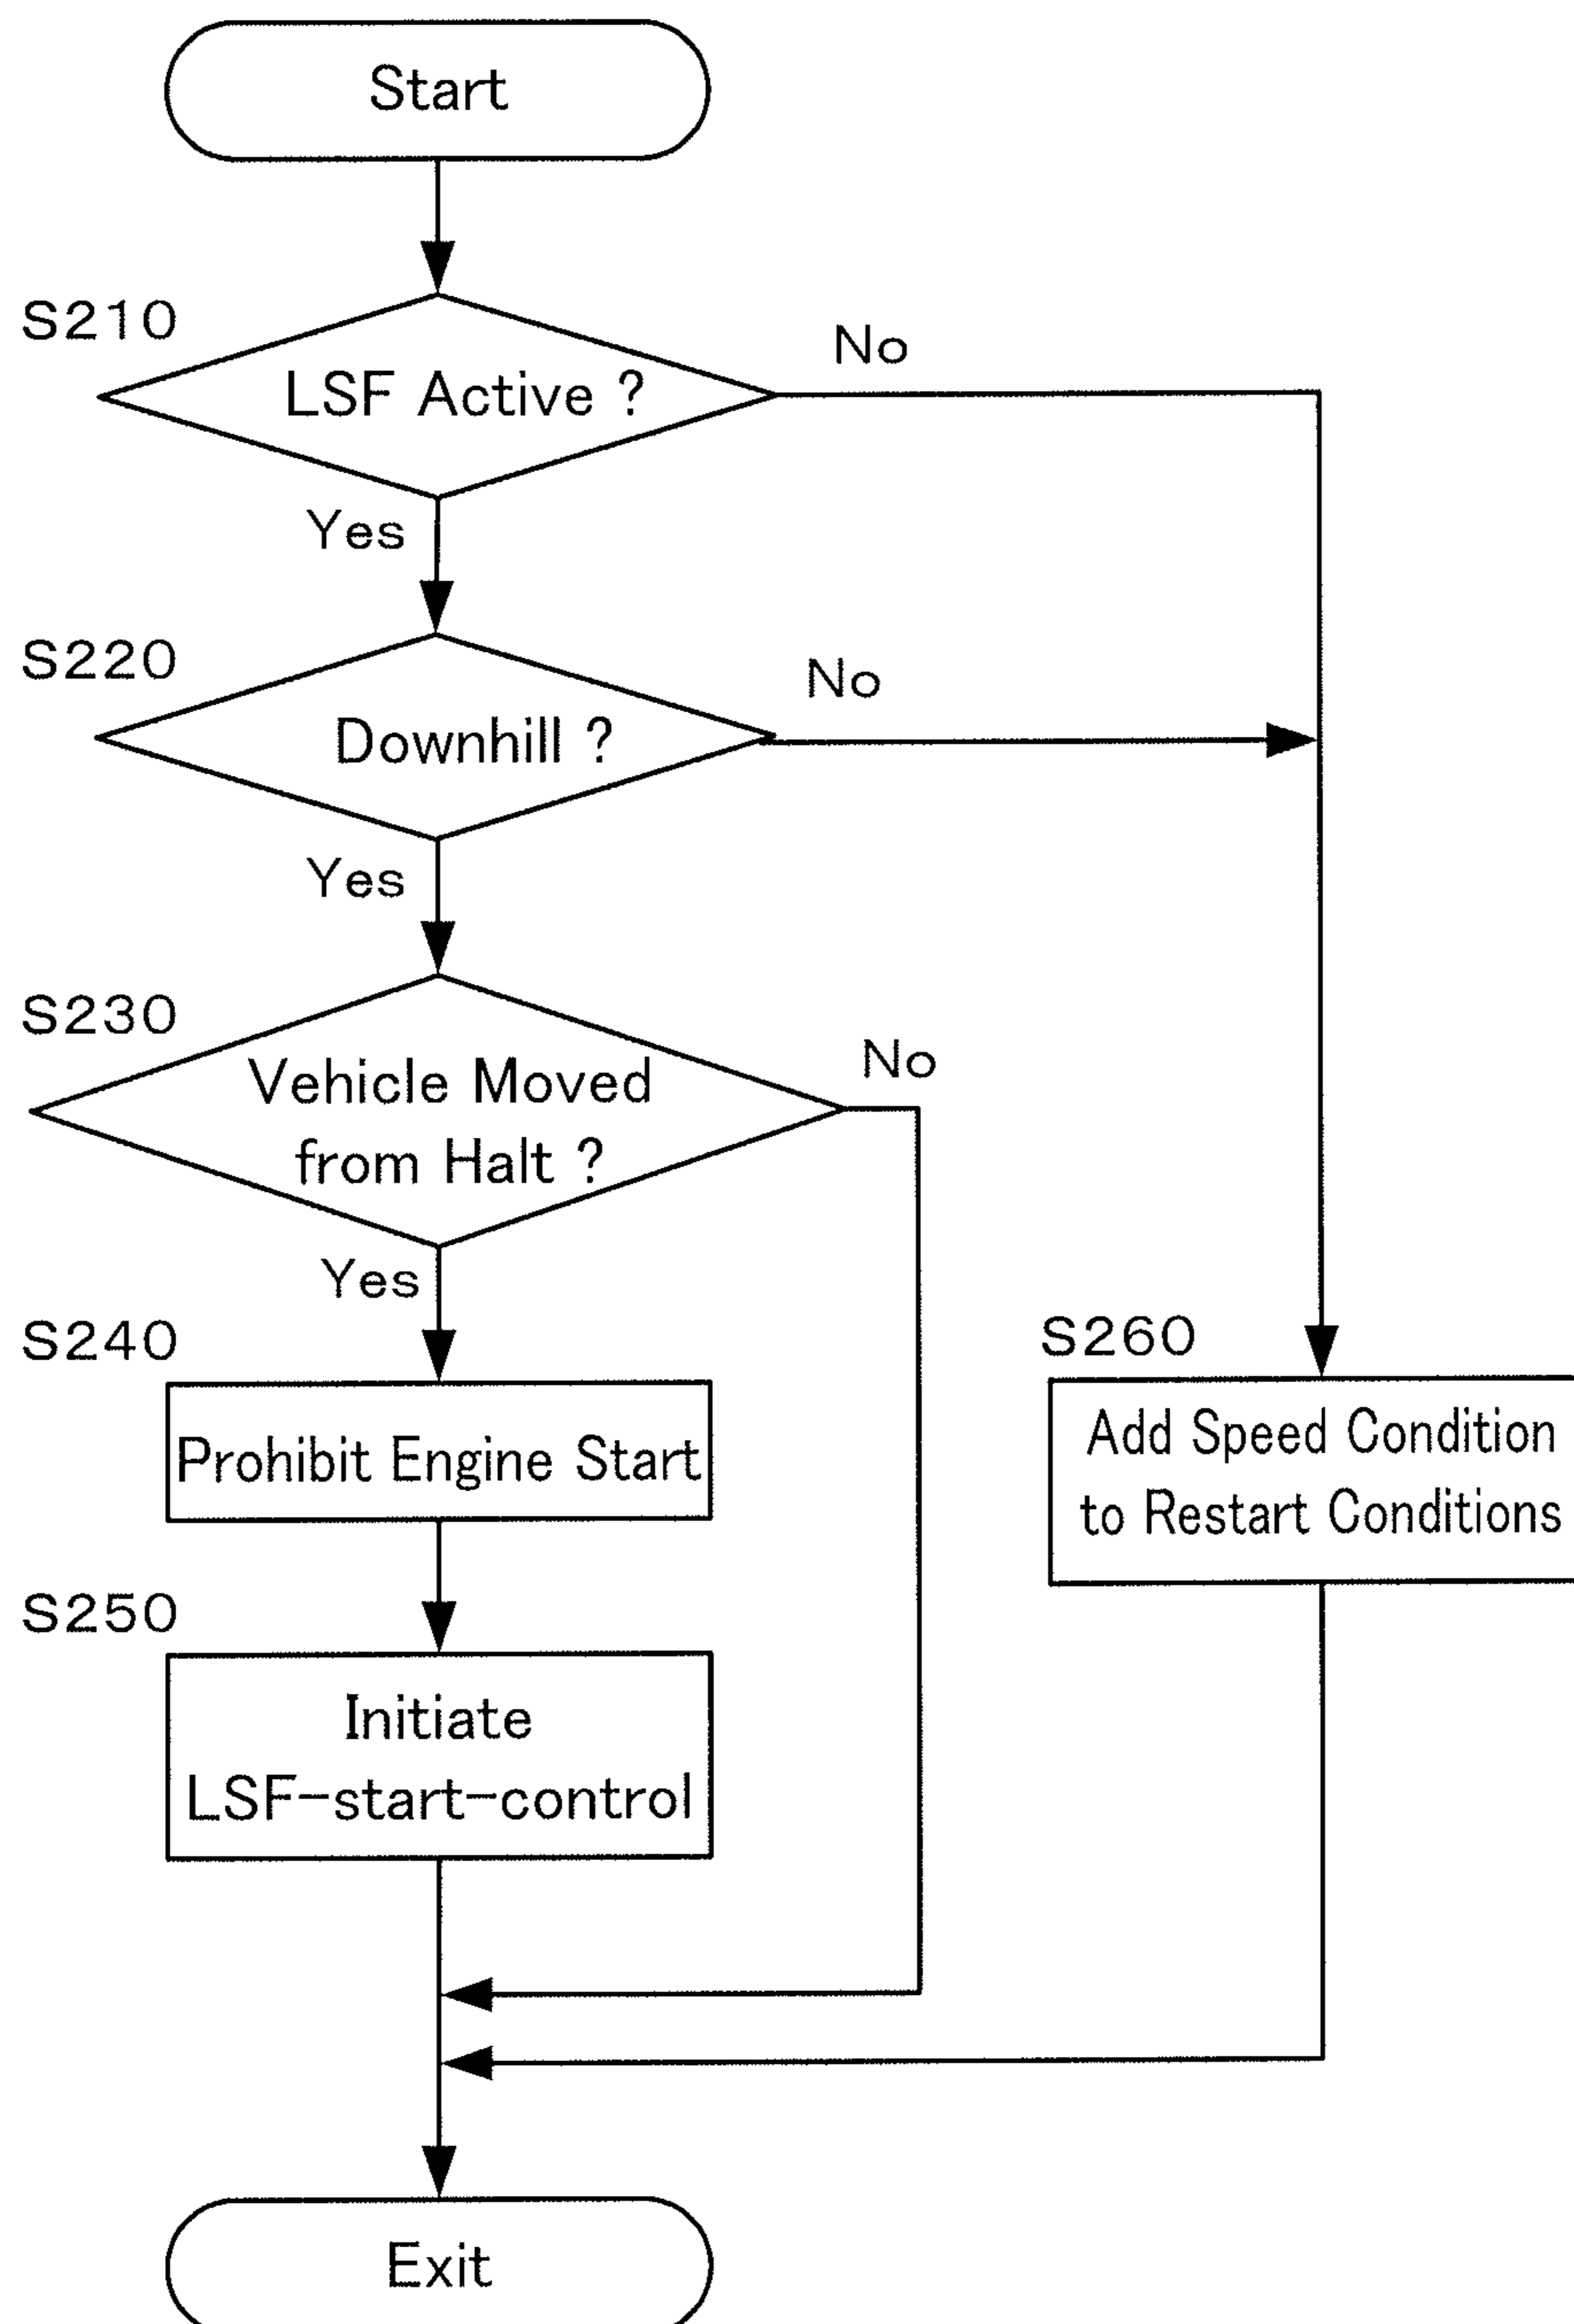 Start
S210
LSF Active ?
No
Yes
S220
Downhill ?
No
Yes
S230
Vehicle Moved
from Halt ?
No
Yes
S240
Prohibit Engine Start
S260
Add Speed Condition
to Restart Conditions
S250
Initiate
LSF-start-control
Exit